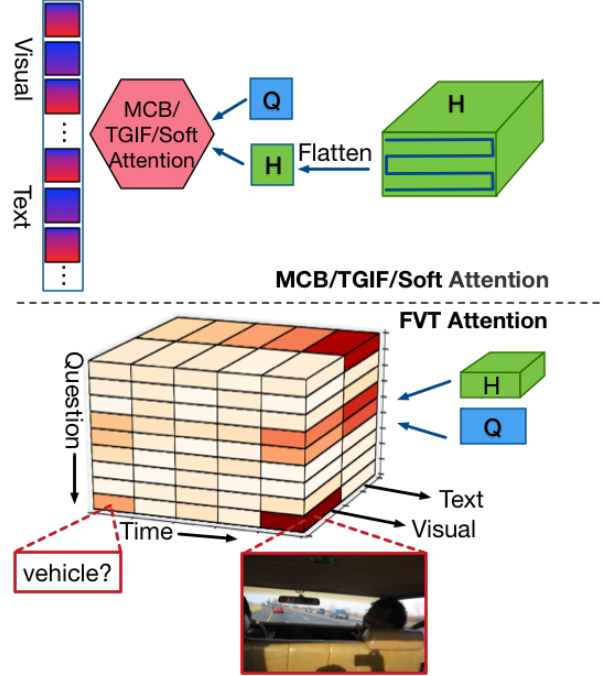 Visual
Text
MCB/
TGIF/Soft
Attention
Q
H
Flatten
H
MCB/TGIF/Soft Attention
FVT Attention
Question
Time
H
Q
Text
Visual
vehicle?